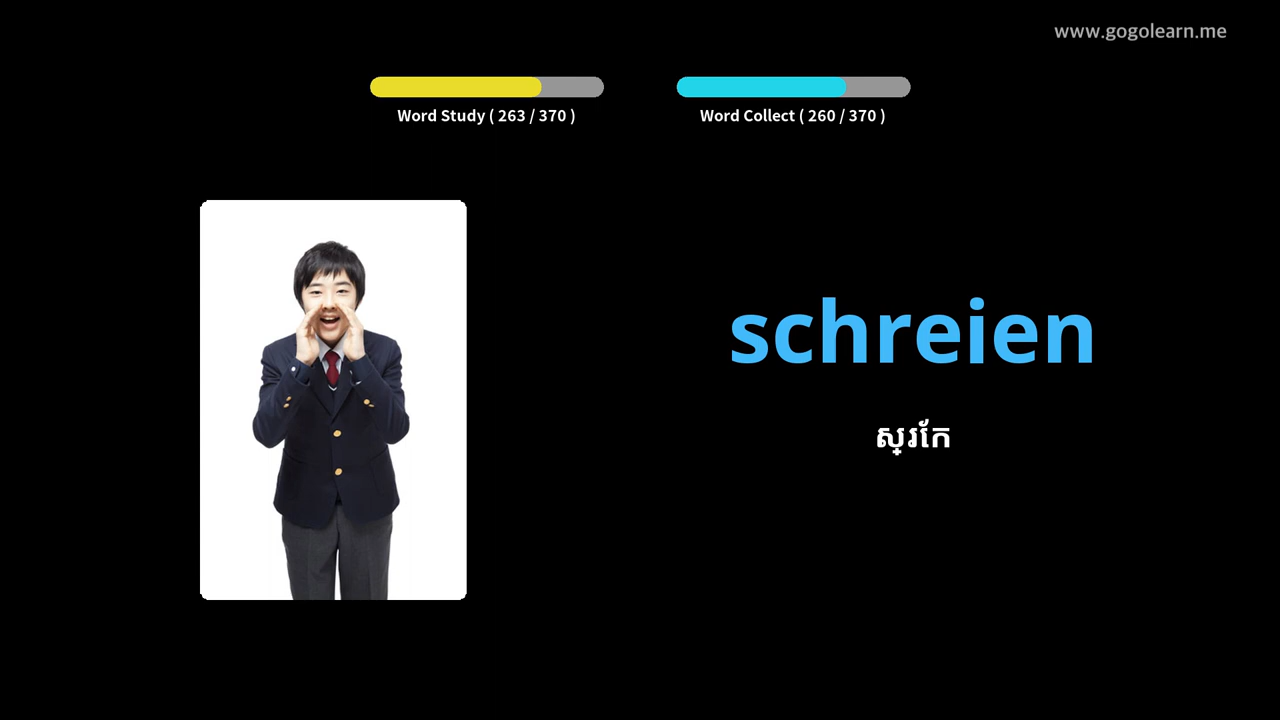 www.gogolearn.me
Word Study ( 263 / 370 )
Word Collect ( 260 / 370 )
schreien
ស្រែក